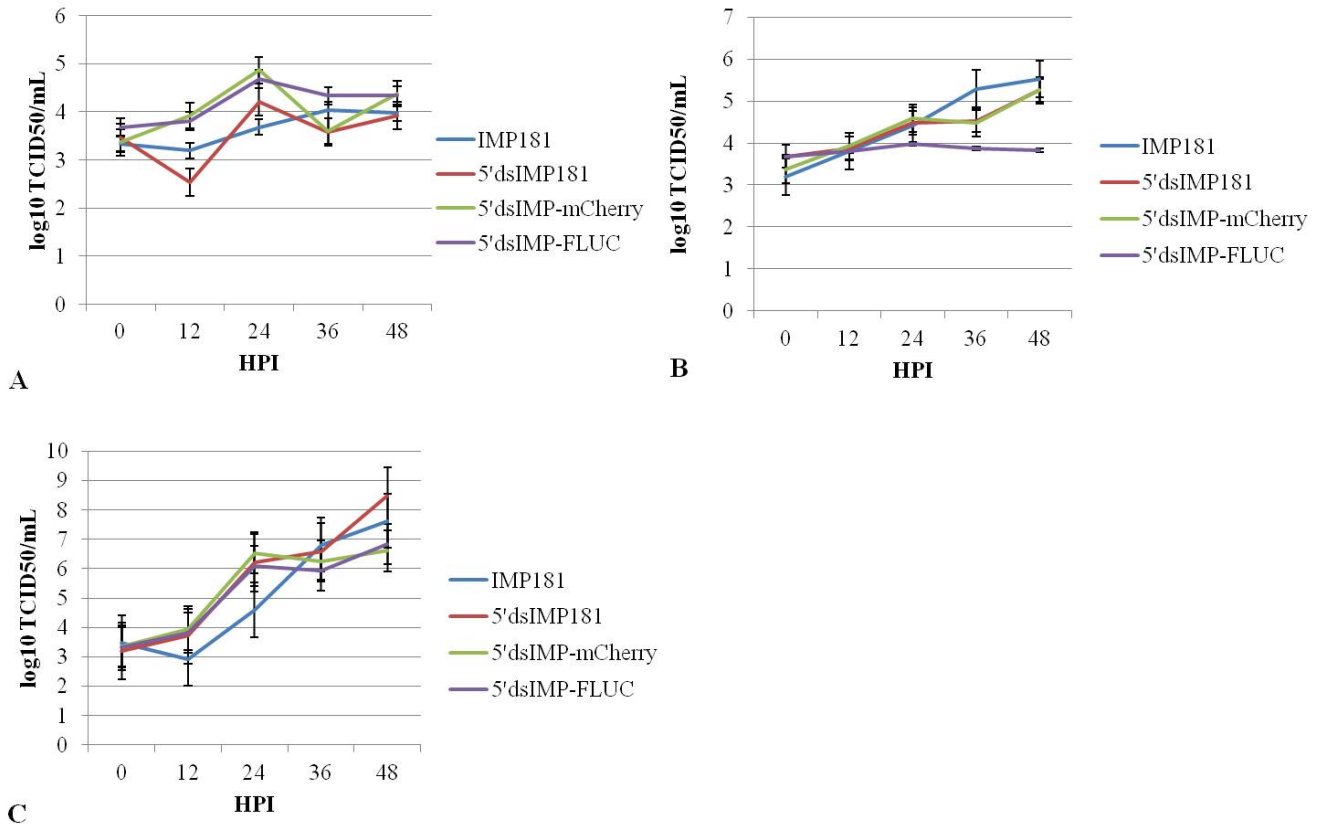 6
5
4
3
2
1
0
log10 TCID50/mL
0 12 24 36 48
HPI
IMP181
5'dsIMP181
5'dsIMP-mCherry
5'dsIMP-FLUC
A
7
6
5
4
3
2
1
0
log10 TCID50/mL
0 12 24 36 48
HPI
IMP181
5'dsIMP181
5'dsIMP-mCherry
5'dsIMP-FLUC
B
10
9
8
7
6
5
4
3
2
1
0
log10 TCID50/mL
0 12 24 36 48
HPI
IMP181
5'dsIMP181
5'dsIMP-mCherry
5'dsIMP-FLUC
C